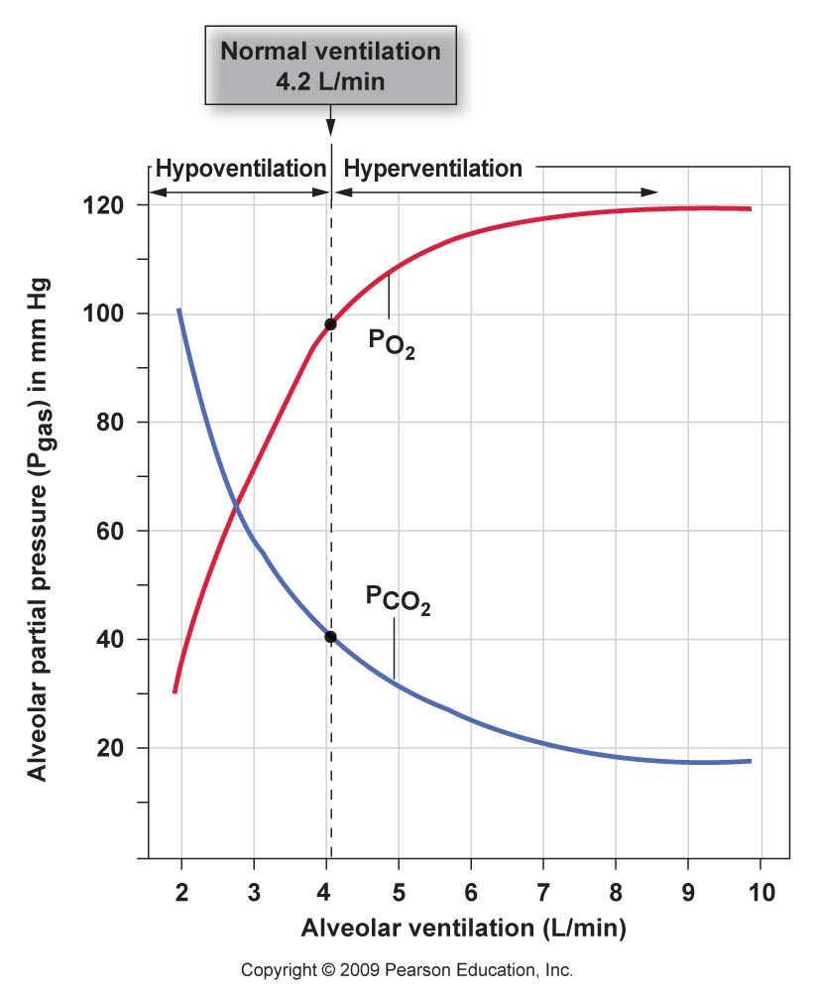 Normal ventilation
4.2 L/min
Hypoventilation
Hyperventilation
120
100
80
60
40
20
Alveolar partial pressure (Pgas) in mm Hg
PO2
PCO2
2 3 4 5 6 7 8 9 10
Alveolar ventilation (L/min)
Copyright © 2009 Pearson Education, Inc.